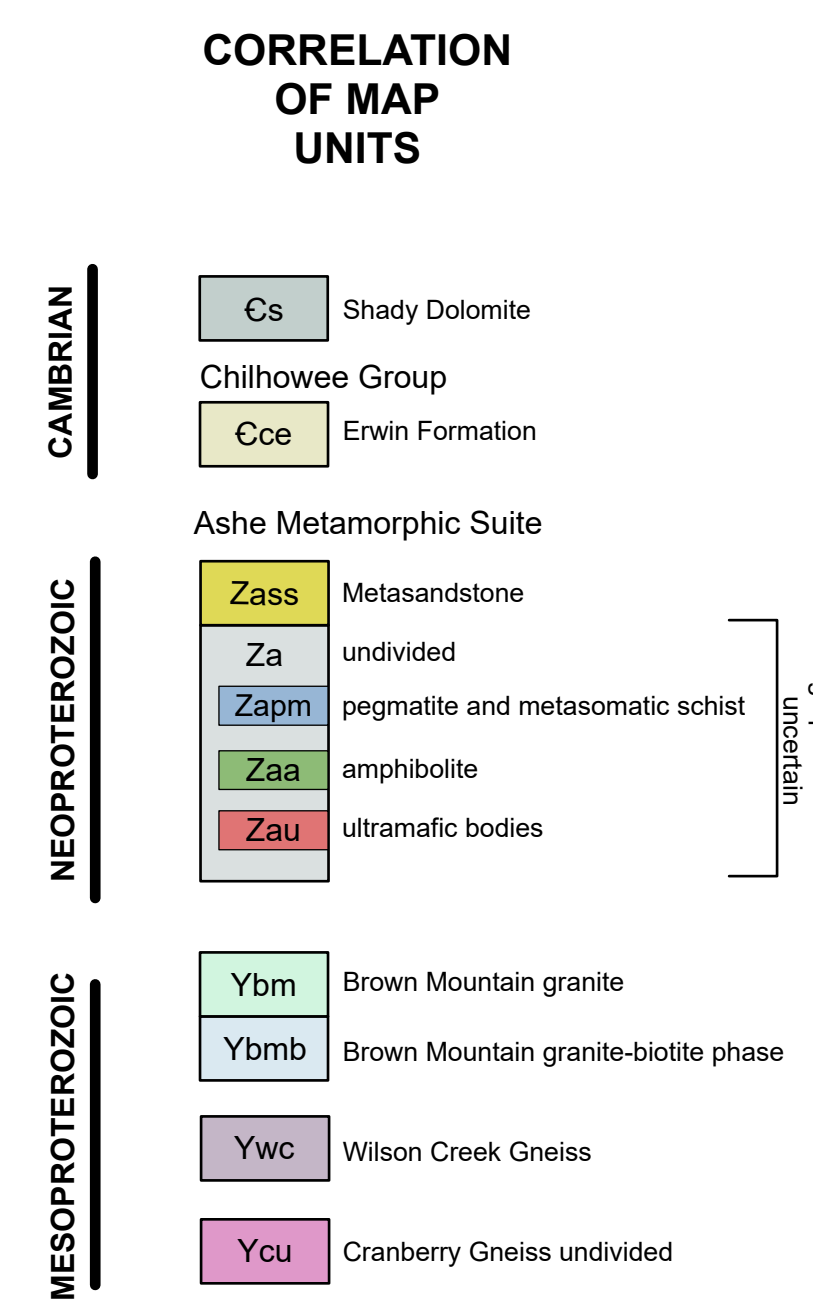 CORRELATION
OF MAP
UNITS
CAMBRIAN
Єs Shady Dolomite
Chilhowee Group
Єce Erwin Formation
Ashe Metamorphic Suite
NEOPROTEROZOIC
Zass Metasandstone
Za undivided
Zapm pegmatite and metasomatic schist
Zaa amphibolite
Zau ultramafic bodies
uncertain
MESOPROTEROZOIC
Ybm Brown Mountain granite
Ybmb Brown Mountain granite-biotite phase
Ywc Wilson Creek Gneiss
Ycu Cranberry Gneiss undivided